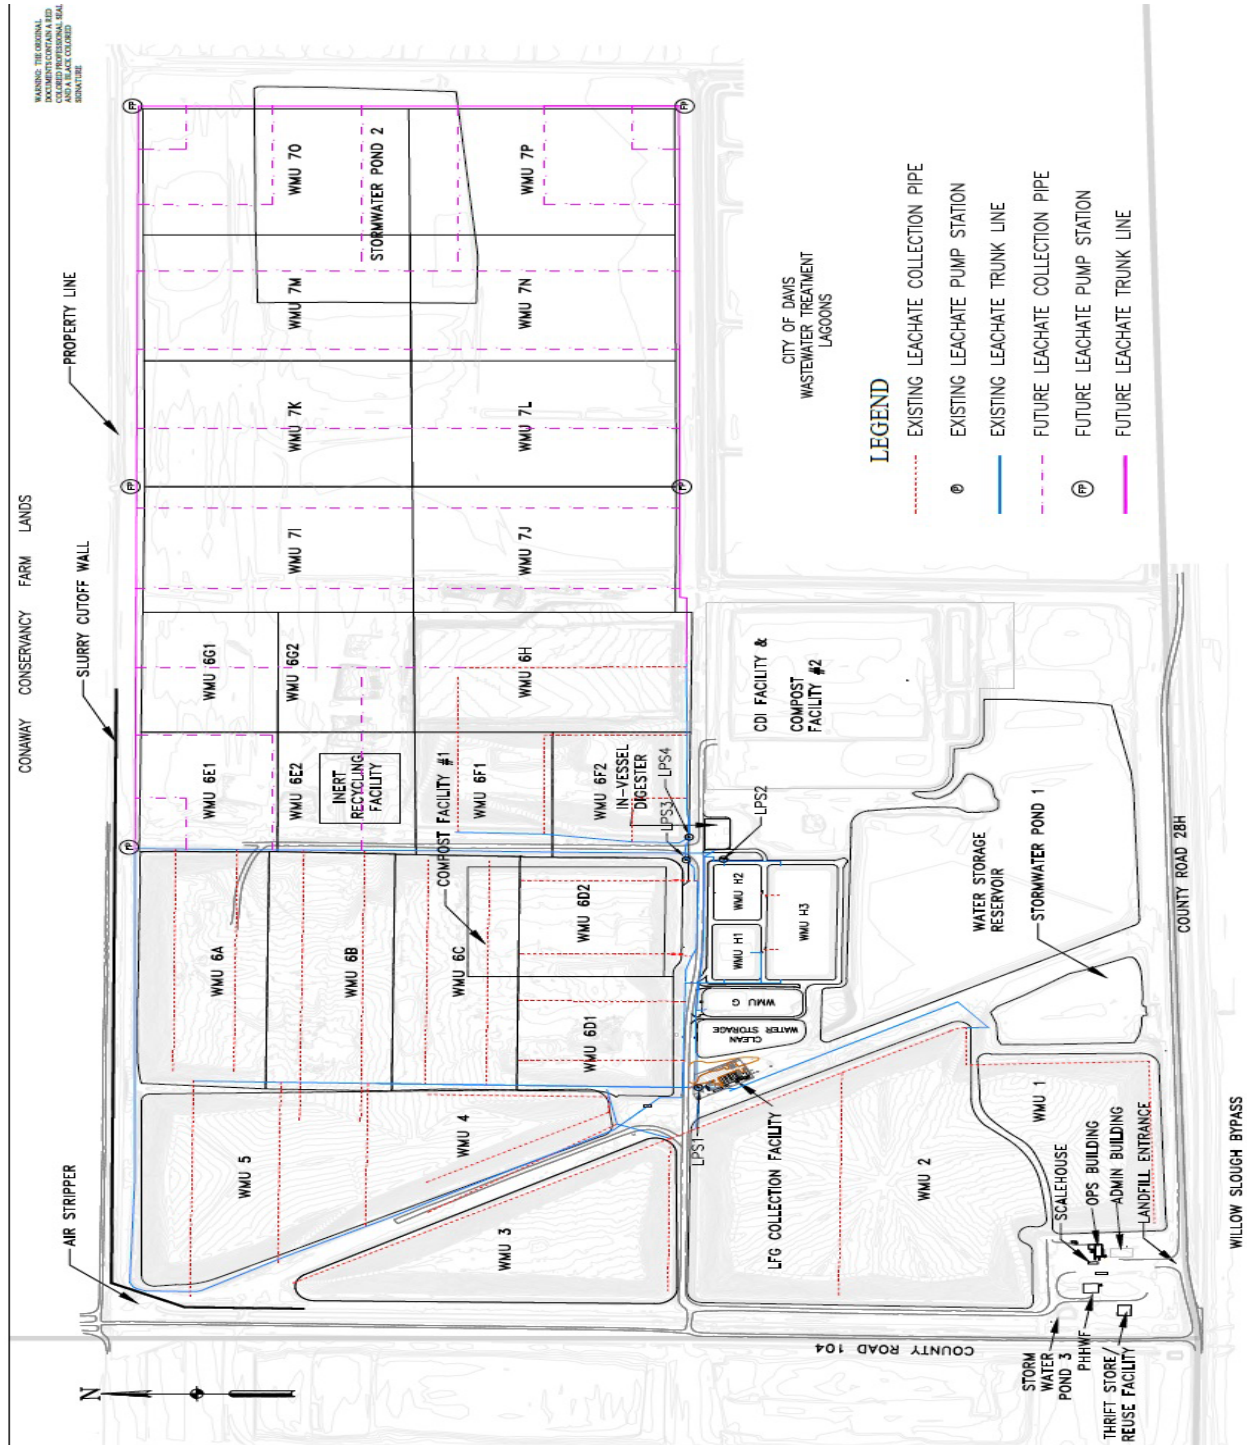 WARNING: THE ORIGINAL
DOCUMENTS CONTAIN A RED
COLORED PROFESSIONAL SEAL
AND A BLACK COLORED
SIGNATURE
CONAWAY CONSERVANCY FARM LANDS
AIR STRIPPER
SLURRY CUTOFF WALL
PROPERTY LINE
N
WMU 5
WMU 4
WMU 3
WMU 6A
WMU 6B
WMU 6C
WMU 6D1
WMU 6D2
COMPOST FACILITY #1
WMU 6E1
WMU 6E2
INERT
RECYCLING
FACILITY
WMU 6F1
WMU 6F2
IN-VESSEL
DIGESTER
WMU 6G1
WMU 6G2
WMU 6H
WMU 7I
WMU 7J
WMU 7K
WMU 7L
WMU 7M
WMU 7N
WMU 7O
WMU 7P
STORMWATER POND 2
FP
FP
FP
FP
FP
LPS1
LPS3
LPS4
LPS2
LFG COLLECTION FACILITY
CLEAN
WATER STORAGE
WMU G
WMU H1
WMU H2
WMU H3
CDI FACILITY &
COMPOST
FACILITY #2
WATER STORAGE
RESERVOIR
STORMWATER POND 1
WMU 2
WMU 1
COUNTY ROAD 104
STORM
WATER
POND 3
PHHWF
THRIFT STORE/
REUSE FACILITY
SCALEHOUSE
OPS BUILDING
ADMIN BUILDING
LANDFILL ENTRANCE
COUNTY ROAD 28H
WILLOW SLOUGH BYPASS
CITY OF DAVIS
WASTEWATER TREATMENT
LAGOONS
LEGEND
EXISTING LEACHATE COLLECTION PIPE
P EXISTING LEACHATE PUMP STATION
EXISTING LEACHATE TRUNK LINE
FUTURE LEACHATE COLLECTION PIPE
FP FUTURE LEACHATE PUMP STATION
FUTURE LEACHATE TRUNK LINE